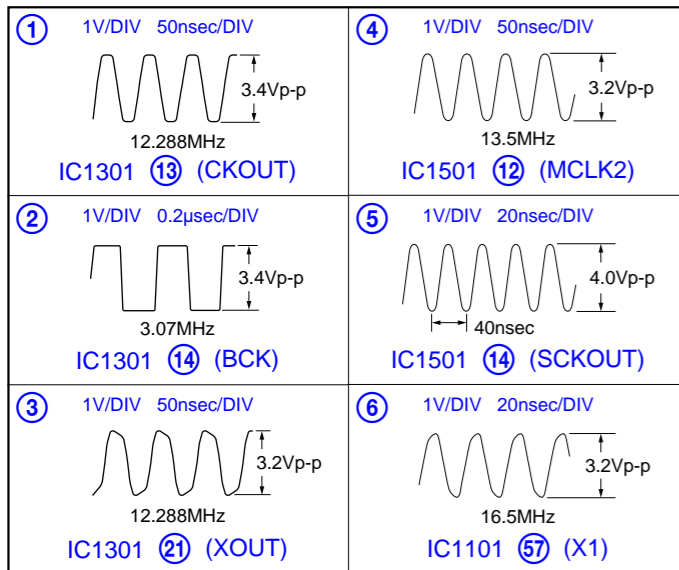 1
1V/DIV 50nsec/DIV
3.4Vp-p
12.288MHz
IC1301 13 (CKOUT)
2
1V/DIV 0.2µsec/DIV
3.4Vp-p
3.07MHz
IC1301 14 (BCK)
3
1V/DIV 50nsec/DIV
3.2Vp-p
12.288MHz
IC1301 21 (XOUT)
4
1V/DIV 50nsec/DIV
3.2Vp-p
13.5MHz
IC1501 12 (MCLK2)
5
1V/DIV 20nsec/DIV
4.0Vp-p
40nsec
IC1501 14 (SCKOUT)
6
1V/DIV 20nsec/DIV
3.2Vp-p
16.5MHz
IC1101 57 (X1)